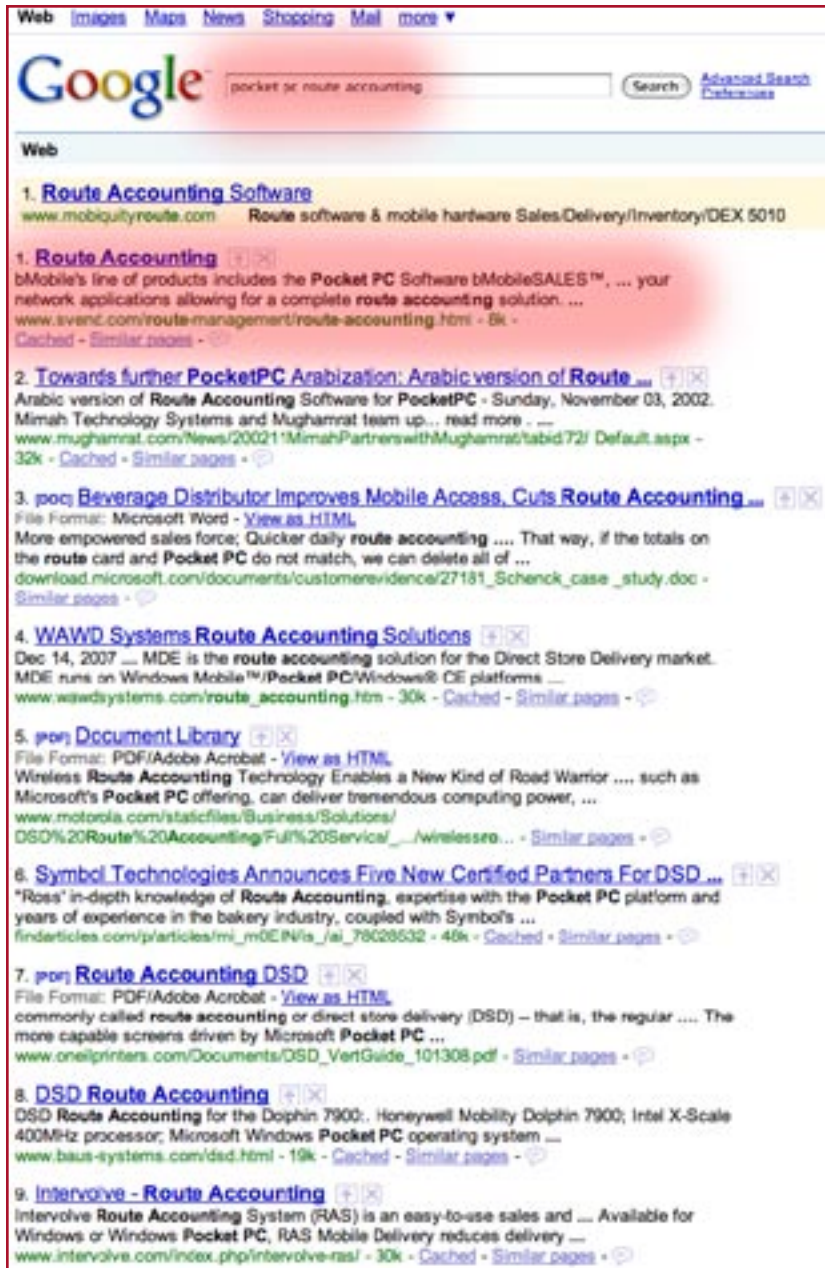 Web Images Maps News Shopping Mail more ▼
Google pocket pc route accounting Search Advanced Search
Preferences
Web
1. Route Accounting Software
www.mobiquityroute.com Route software & mobile hardware Sales/Delivery/Inventory/DEX 5010
1. Route Accounting
bMobile's line of products includes the Pocket PC Software bMobileSALES™, ... your
network applications allowing for a complete route accounting solution. ...
www.svenc.com/route-management/route-accounting.html - 8k -
Cached - Similar pages -
2. Towards further PocketPC Arabization: Arabic version of Route ...
Arabic version of Route Accounting Software for PocketPC - Sunday, November 03, 2002.
Mimah Technology Systems and Mughamrat team up... read more . ...
www.mughamrat.com/News/200211MimahPartnerswithMughamrat/tabid/72/ Default.aspx -
32k - Cached - Similar pages -
3. [DOC] Beverage Distributor Improves Mobile Access, Cuts Route Accounting ...
File Format: Microsoft Word - View as HTML
More empowered sales force; Quicker daily route accounting .... That way, if the totals on
the route card and Pocket PC do not match, we can delete all of ...
download.microsoft.com/documents/customerevidence/27181_Schenck_case _study.doc -
Similar pages -
4. WAWD Systems Route Accounting Solutions
Dec 14, 2007 .... MDE is the route accounting solution for the Direct Store Delivery market.
MDE runs on Windows Mobile™/Pocket PC/Windows® CE platforms ....
www.wawdsystems.com/route_accounting.htm - 30k - Cached - Similar pages -
5. [PDF] Document Library
File Format: PDF/Adobe Acrobat - View as HTML
Wireless Route Accounting Technology Enables a New Kind of Road Warrior .... such as
Microsoft's Pocket PC offering, can deliver tremendous computing power, ...
www.motorola.com/staticfiles/Business/Solutions/
DSD%20Route%20Accounting/Full%20Service/_.../wirelessro... - Similar pages -
6. Symbol Technologies Announces Five New Certified Partners For DSD ...
"Ross' in-depth knowledge of Route Accounting, expertise with the Pocket PC platform and
years of experience in the bakery industry, coupled with Symbol's ...
findarticles.com/p/articles/mi_m0EIN/is_/ai_78028532 - 48k - Cached - Similar pages -
7. [PDF] Route Accounting DSD
File Format: PDF/Adobe Acrobat - View as HTML
commonly called route accounting or direct store delivery (DSD) – that is, the regular .... The
more capable screens driven by Microsoft Pocket PC ...
www.oneilprinters.com/Documents/DSD_VertGuide_101308.pdf - Similar pages -
8. DSD Route Accounting
DSD Route Accounting for the Dolphin 7900:. Honeywell Mobility Dolphin 7900; Intel X-Scale
400MHz processor; Microsoft Windows Pocket PC operating system ....
www.baus-systems.com/dsd.html - 19k - Cached - Similar pages -
9. Intervolve - Route Accounting
Intervolve Route Accounting System (RAS) is an easy-to-use sales and .... Available for
Windows or Windows Pocket PC, RAS Mobile Delivery reduces delivery ....
www.intervolve.com/index.php/intervolve-ras/ - 30k - Cached - Similar pages -